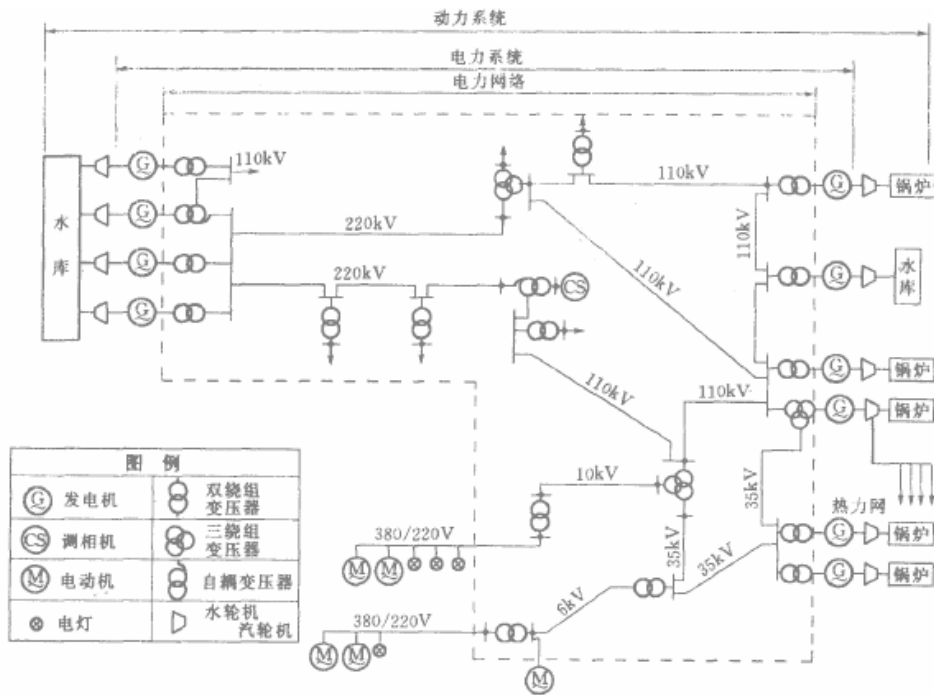 动力系统
电力系统
电力网络
110kV
水
库
G
G
G
G
220kV
220kV
CS
110kV
110kV
110kV
110kV
110kV
G
锅炉
G
水
库
G
锅炉
G
锅炉
35kV
热力网
G
锅炉
G
锅炉
10kV
35kV
35kV
6kV
380/220V
M
M
380/220V
M
M
M
图 例
G
发电机
双绕组
变压器
CS
调相机
三绕组
变压器
M
电动机
自耦变压器
电灯
水轮机
汽轮机